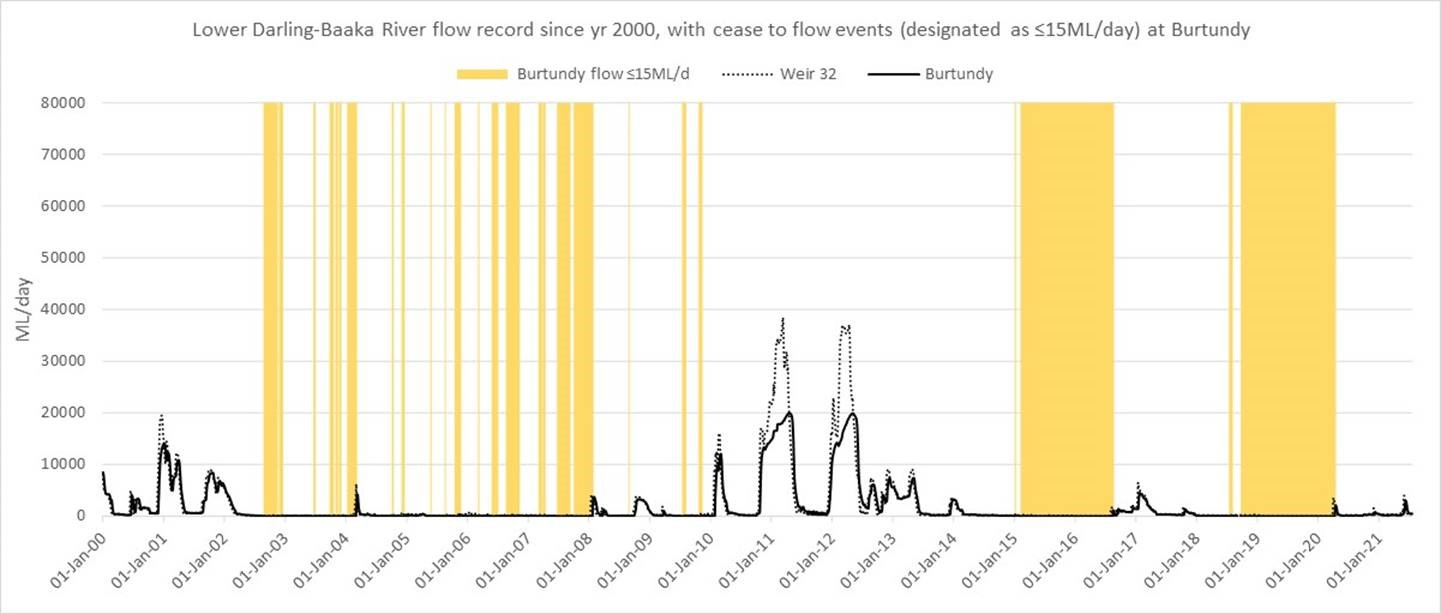 Lower Darling-Baaka River flow record since yr 2000, with cease to flow events (designated as ≤15ML/day) at Burtundy
Burtundy flow ≤15ML/d Weir 32 Burtundy
80000
70000
60000
50000
40000
30000
20000
10000
0
ML/day
01-Jan-00 01-Jan-01 01-Jan-02 01-Jan-03 01-Jan-04 01-Jan-05 01-Jan-06 01-Jan-07 01-Jan-08 01-Jan-09 01-Jan-10 01-Jan-11 01-Jan-12 01-Jan-13 01-Jan-14 01-Jan-15 01-Jan-16 01-Jan-17 01-Jan-18 01-Jan-19 01-Jan-20 01-Jan-21